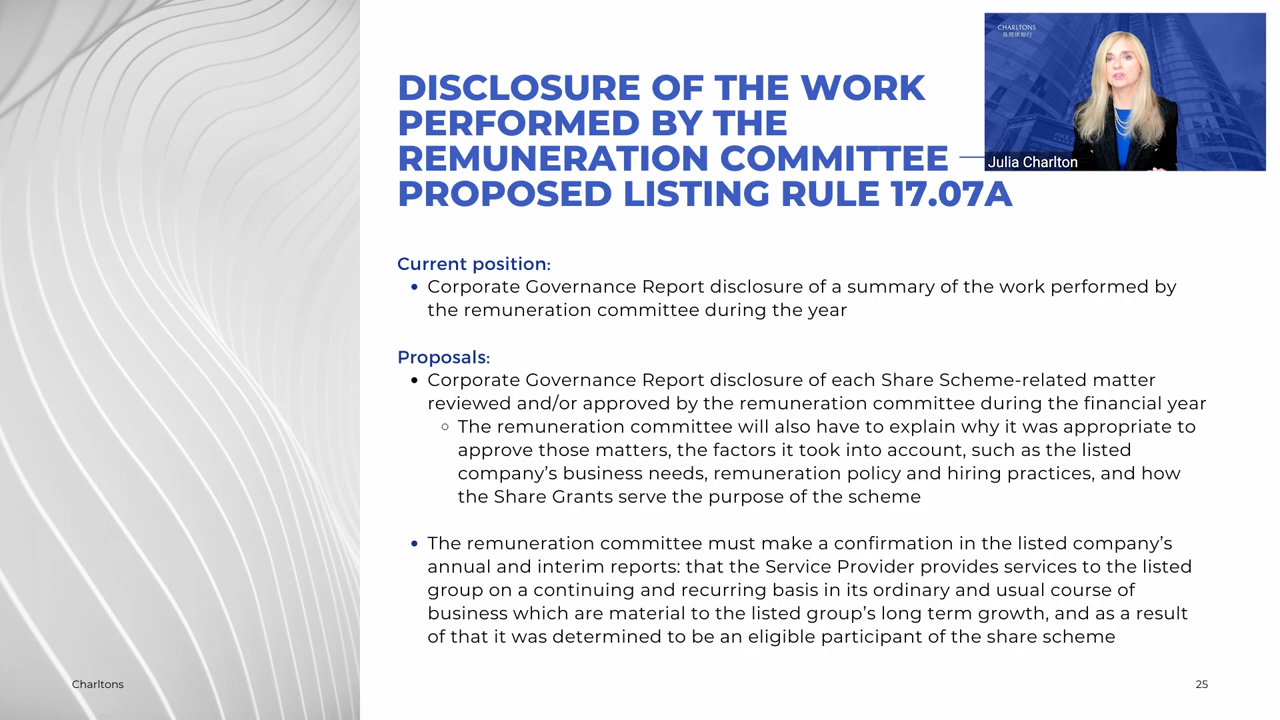 CHARLTONS
DISCLOSURE OF THE WORK
PERFORMED BY THE
REMUNERATION COMMITTEE —
PROPOSED LISTING RULE 17.07A
Julia Charlton
Current position:
• Corporate Governance Report disclosure of a summary of the work performed by
the remuneration committee during the year
Proposals:
• Corporate Governance Report disclosure of each Share Scheme-related matter
reviewed and/or approved by the remuneration committee during the financial year
○ The remuneration committee will also have to explain why it was appropriate to
approve those matters, the factors it took into account, such as the listed
company’s business needs, remuneration policy and hiring practices, and how
the Share Grants serve the purpose of the scheme
• The remuneration committee must make a confirmation in the listed company’s
annual and interim reports: that the Service Provider provides services to the listed
group on a continuing and recurring basis in its ordinary and usual course of
business which are material to the listed group’s long term growth, and as a result
of that it was determined to be an eligible participant of the share scheme
Charltons
25